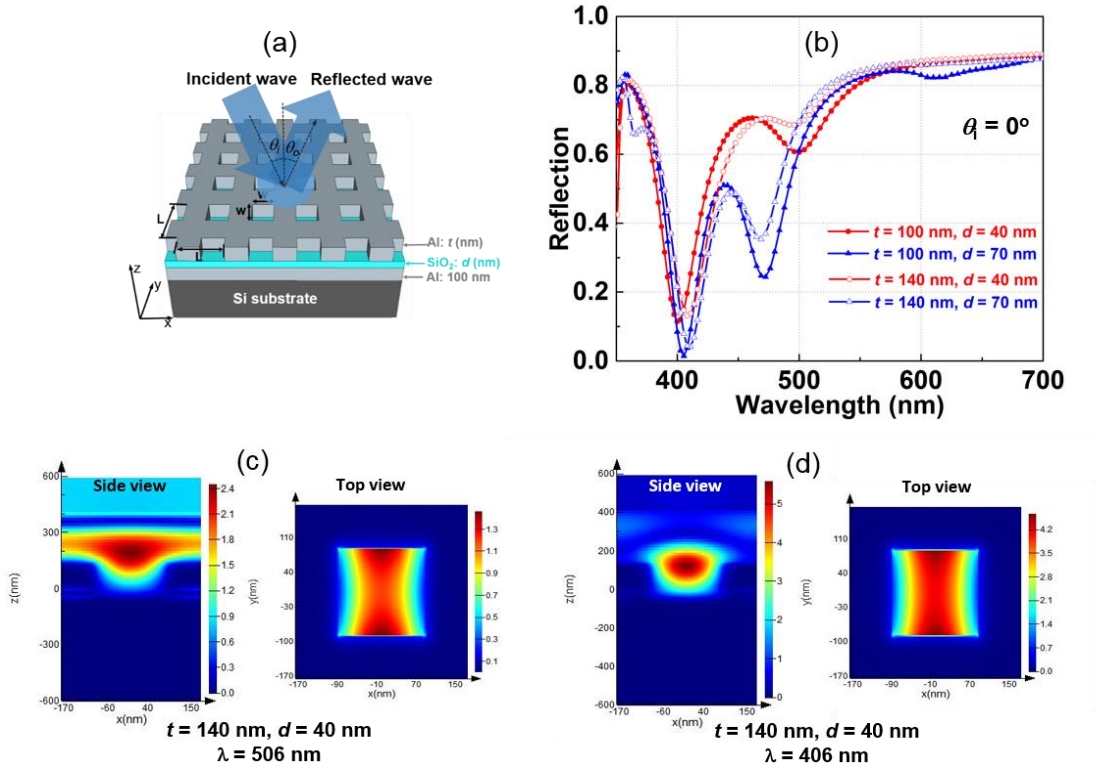 (a)
Incident wave
Reflected wave
θi
θo
w
L
L
Al: t (nm)
SiO2: d (nm)
Al: 100 nm
Si substrate
z
y
x
(b)
Reflection
1.0
0.8
0.6
0.4
0.2
0.0
θi = 0o
t = 100 nm, d = 40 nm
t = 100 nm, d = 70 nm
t = 140 nm, d = 40 nm
t = 140 nm, d = 70 nm
400 500 600 700
Wavelength (nm)
(c)
Side view
z(nm)
600
300
0
-300
-600
-170 -60 40 150
x(nm)
2.4
2.1
1.8
1.5
1.2
0.9
0.6
0.3
0.0
Top view
y(nm)
110
40
-30
-100
-170
-170 -90 -10 70 150
x(nm)
1.3
1.1
0.9
0.7
0.5
0.3
0.1
t = 140 nm, d = 40 nm
λ = 506 nm
(d)
Side view
z(nm)
600
400
200
0
-200
-400
-600
-170 -60 40 150
x(nm)
5
4
3
2
1
0
Top view
y(nm)
110
40
-30
-100
-170
-170 -90 -10 70 150
x(nm)
4.2
3.6
3.0
2.4
1.8
1.2
0.6
0.0
t = 140 nm, d = 40 nm
λ = 406 nm